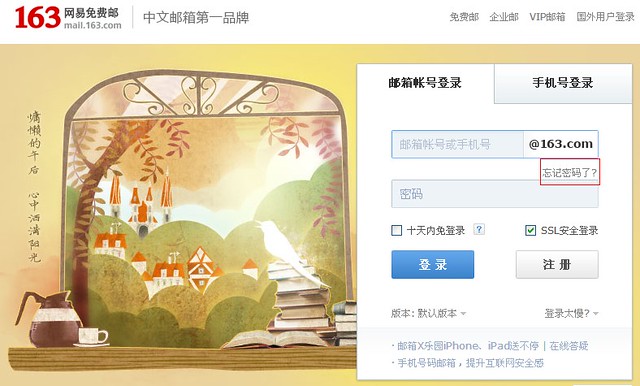 163 网易免费邮 mail.163.com 中文邮箱第一品牌
免费邮 企业邮 VIP邮箱 国外用户登录
慵懒的午后
心中洒满阳光
邮箱帐号登录 手机号登录
邮箱帐号或手机号 @163.com
忘记密码了?
密码
十天内免登录 ? SSL安全登录
登 录 注 册
版本: 默认版本 登录太慢?
· 邮箱X乐园iPhone、iPad送不停 | 在线答疑
· 手机号码邮箱,提升互联网安全感